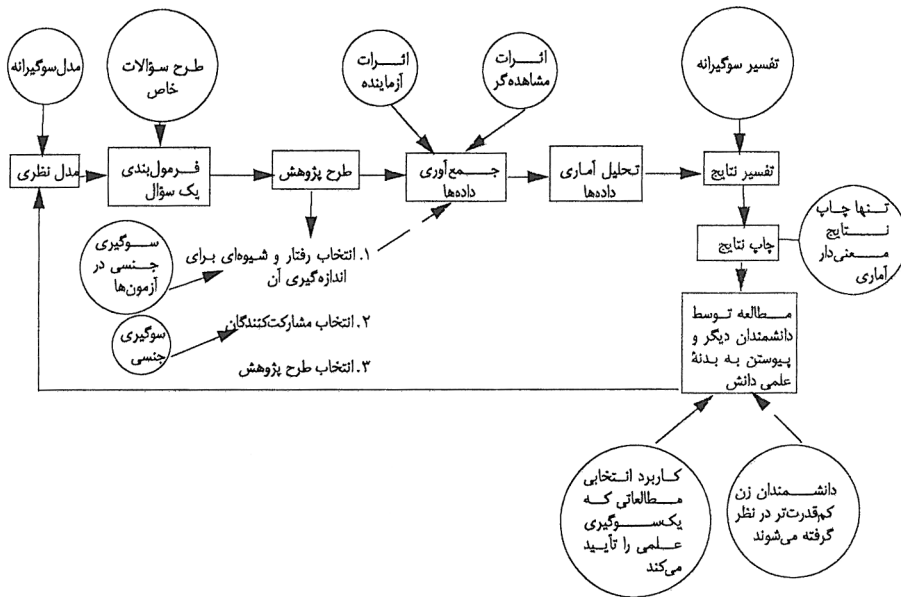 مدل سوگیرانه
طرح سؤالات
خاص
اثرات
آزماینده
اثرات
مشاهده‌گر
تفسیر سوگیرانه
مدل نظری
فرمول‌بندی
یک سؤال
طرح پژوهش
جمع‌آوری
داده‌ها
تحلیل آماری
داده‌ها
تفسیر نتایج
سوگیری
جنسی در
آزمون‌ها
۱. انتخاب رفتار و شیوه‌ای برای
اندازه‌گیری آن
چاپ نتایج
تنها چاپ
نتایج
معنی‌دار
آماری
سوگیری
جنسی
۲. انتخاب مشارکت‌کنندگان
۳. انتخاب طرح پژوهش
مطالعه توسط
دانشمندان دیگر و
پیوستن به بدنهٔ
علمی دانش
کاربرد انتخابی
مطالعاتی که
یک‌سوگیری
علمی را تأیید
می‌کند
دانشمندان زن
کم‌قدرت‌تر در نظر
گرفته می‌شوند